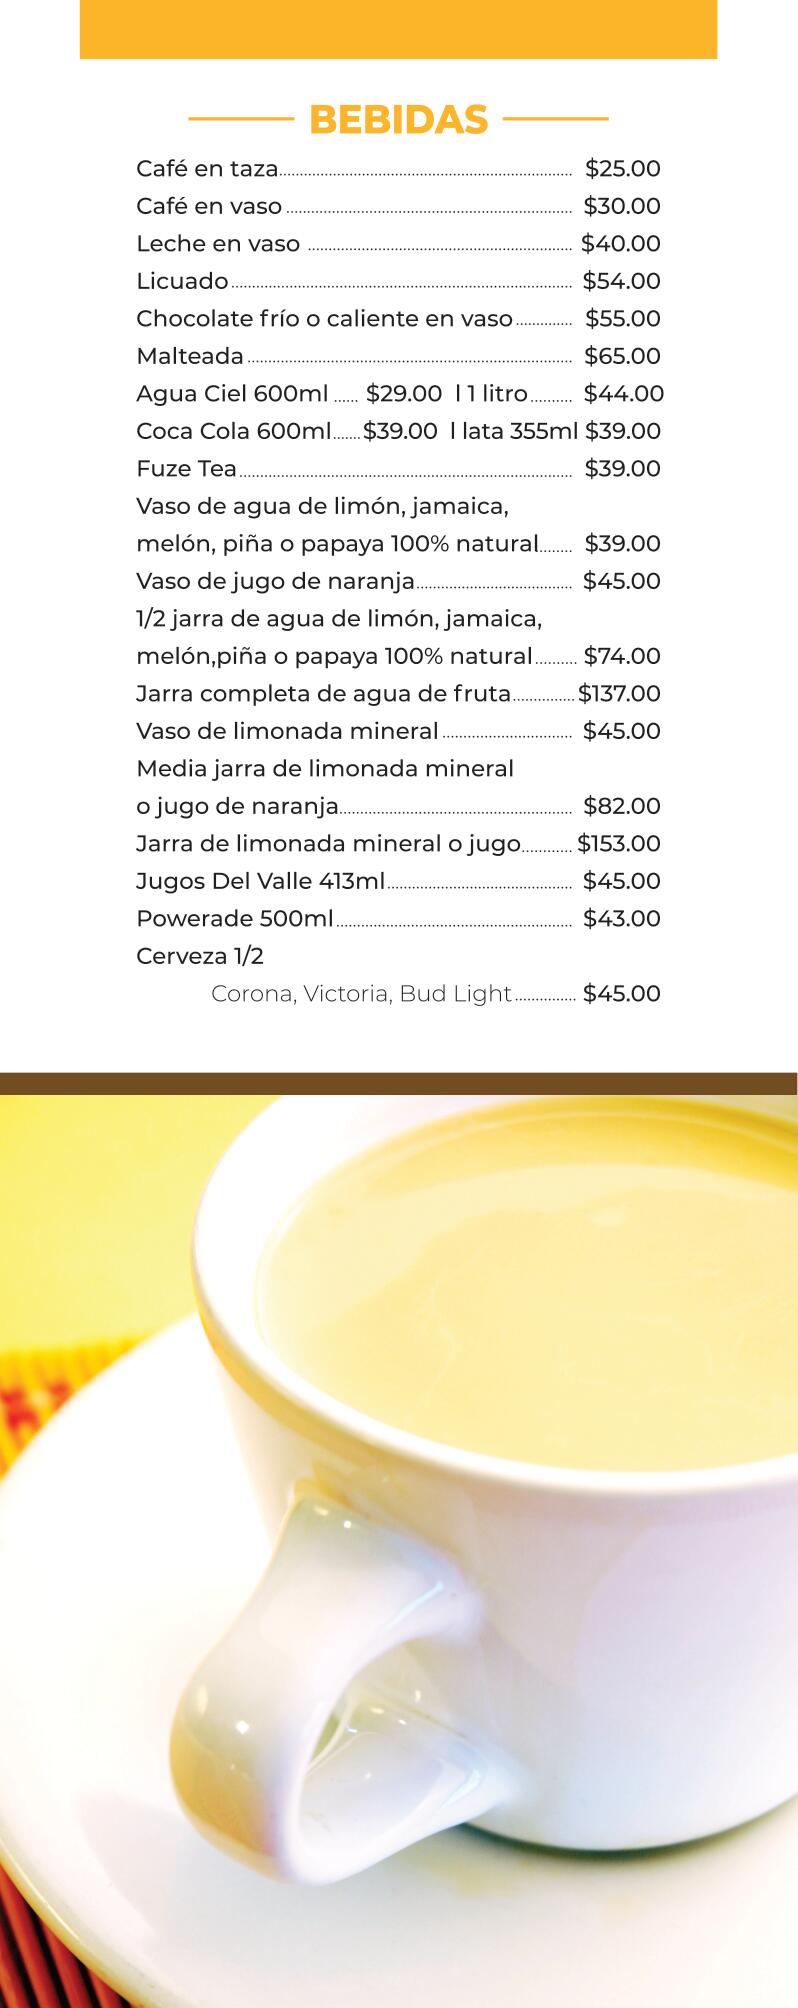 BEBIDAS
Café en taza........ $25.00
Café en vaso........ $30.00
Leche en vaso ........ $40.00
Licuado........ $54.00
Chocolate frío o caliente en vaso........ $55.00
Malteada........ $65.00
Agua Ciel 600ml ...... $29.00 l 1 litro.......... $44.00
Coca Cola 600ml.......$39.00 l lata 355ml $39.00
Fuze Tea........ $39.00
Vaso de agua de limón, jamaica,
melón, piña o papaya 100% natural........ $39.00
Vaso de jugo de naranja........ $45.00
1/2 jarra de agua de limón, jamaica,
melón,piña o papaya 100% natural.......... $74.00
Jarra completa de agua de fruta...............$137.00
Vaso de limonada mineral ........ $45.00
Media jarra de limonada mineral
o jugo de naranja........ $82.00
Jarra de limonada mineral o jugo............ $153.00
Jugos Del Valle 413ml........ $45.00
Powerade 500ml........ $43.00
Cerveza 1/2
Corona, Victoria, Bud Light............... $45.00